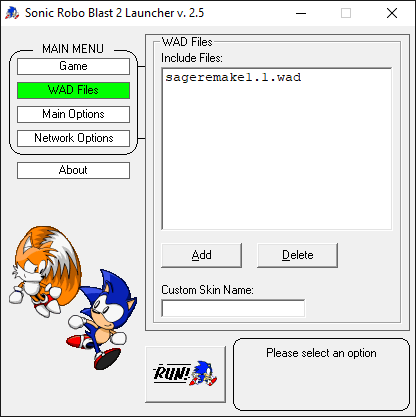 Sonic Robo Blast 2 Launcher v. 2.5
MAIN MENU
Game
WAD Files
Main Options
Network Options
About
WAD Files
Include Files:
sageremake1.1.wad
Add
Delete
Custom Skin Name:
RUN!
Please select an option